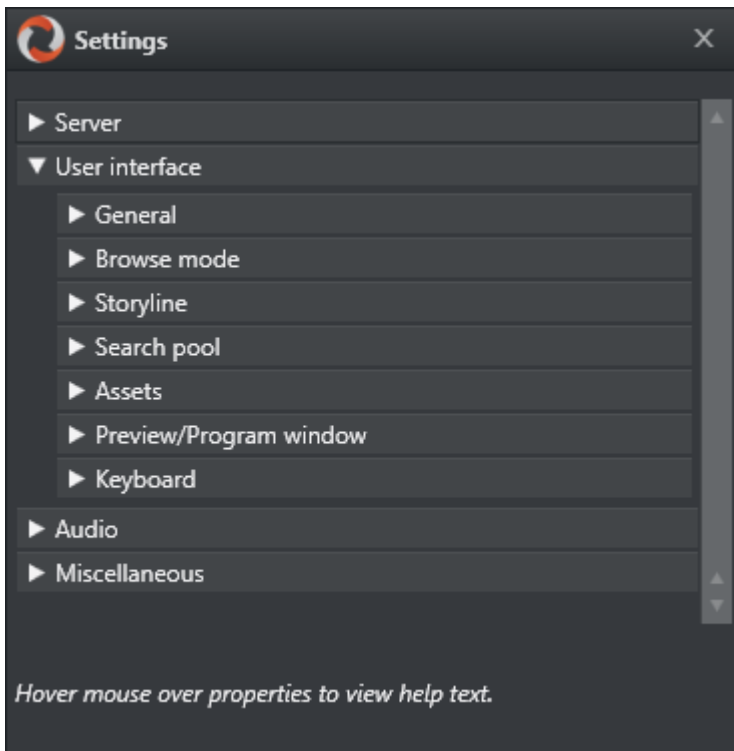 Settings
Server
User interface
General
Browse mode
Storyline
Search pool
Assets
Preview/Program window
Keyboard
Audio
Miscellaneous
Hover mouse over properties to view help text.